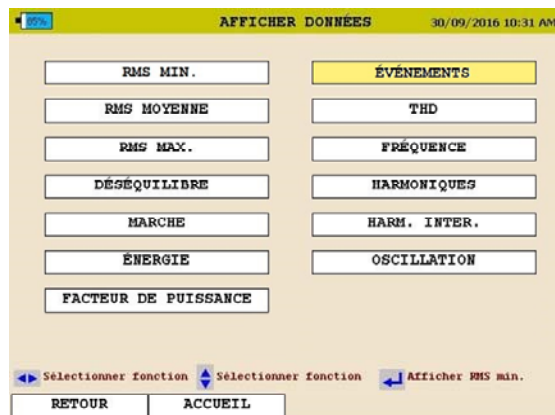 85% AFFICHER DONNÉES 30/09/2016 10:31 AM
RMS MIN.
RMS MOYENNE
RMS MAX.
DÉSÉQUILIBRE
MARCHE
ÉNERGIE
FACTEUR DE PUISSANCE
ÉVÉNEMENTS
THD
FRÉQUENCE
HARMONIQUES
HARM. INTER.
OSCILLATION
Sélectionner fonction Sélectionner fonction Afficher RMS min.
RETOUR ACCUEIL